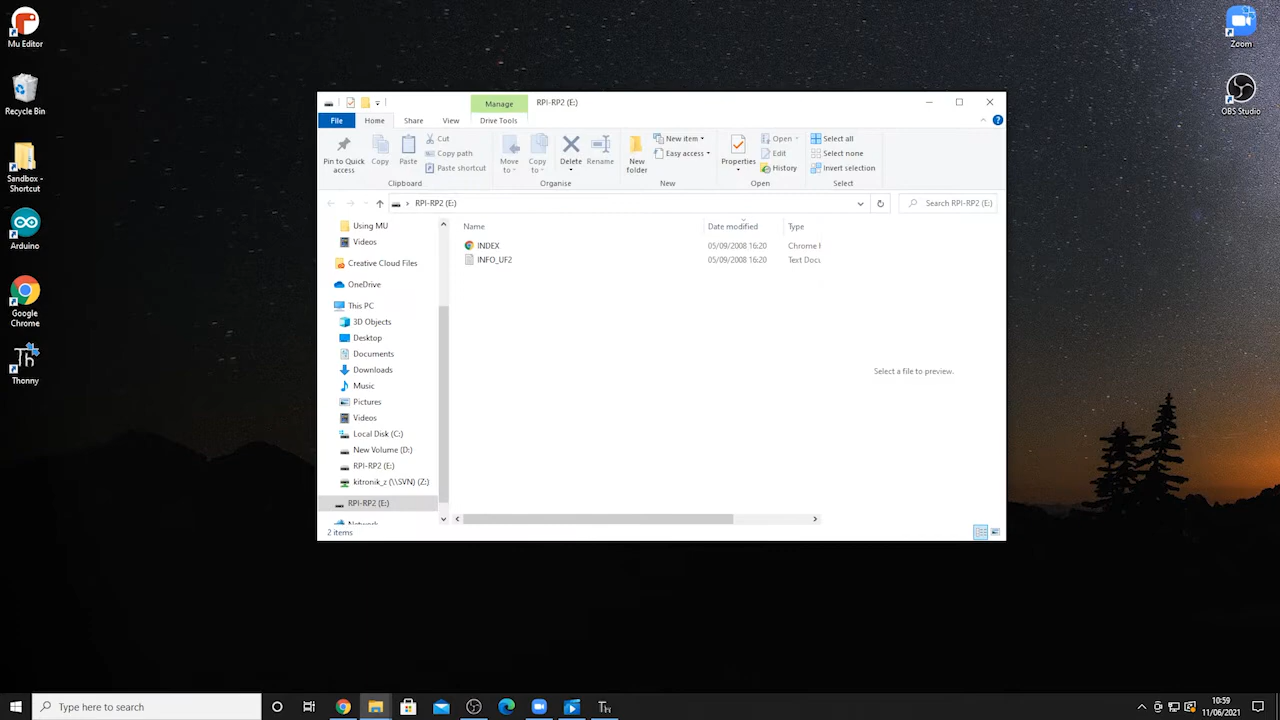 Mu Editor
Recycle Bin
Sandbox -
Shortcut
Arduino
Google
Chrome
Thonny
Zoom
OBS Studio
Manage
RPI-RP2 (E:)
File
Home
Share
View
Drive Tools
Pin to Quick
access
Copy
Paste
Cut
Copy path
Paste shortcut
Clipboard
Move
to
Copy
to
Delete
Rename
Organise
New
folder
New item
Easy access
New
Properties
Open
Edit
History
Open
Select all
Select none
Invert selection
Select
RPI-RP2 (E:)
Search RPI-RP2 (E:)
Using MU
Videos
Creative Cloud Files
OneDrive
This PC
3D Objects
Desktop
Documents
Downloads
Music
Pictures
Videos
Local Disk (C:)
New Volume (D:)
RPI-RP2 (E:)
kitronik_z (\\SVN) (Z:)
RPI-RP2 (E:)
Network
Name Date modified Type
INDEX 05/09/2008 16:20 Chrome H
INFO_UF2 05/09/2008 16:20 Text Docu
Select a file to preview.
2 items
Type here to search
10:59
11/06/2021